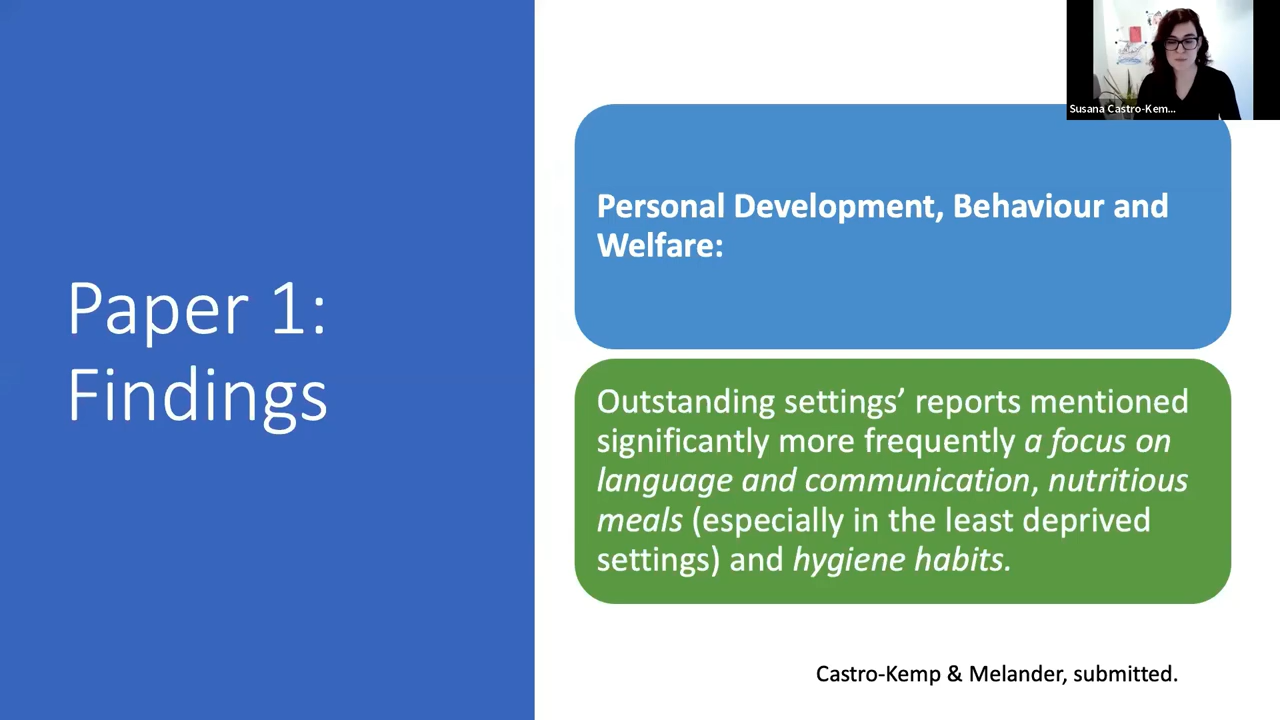 Susana Castro-Kem...
Paper 1:
Findings
Personal Development, Behaviour and
Welfare:
Outstanding settings’ reports mentioned
significantly more frequently a focus on
language and communication, nutritious
meals (especially in the least deprived
settings) and hygiene habits.
Castro-Kemp & Melander, submitted.